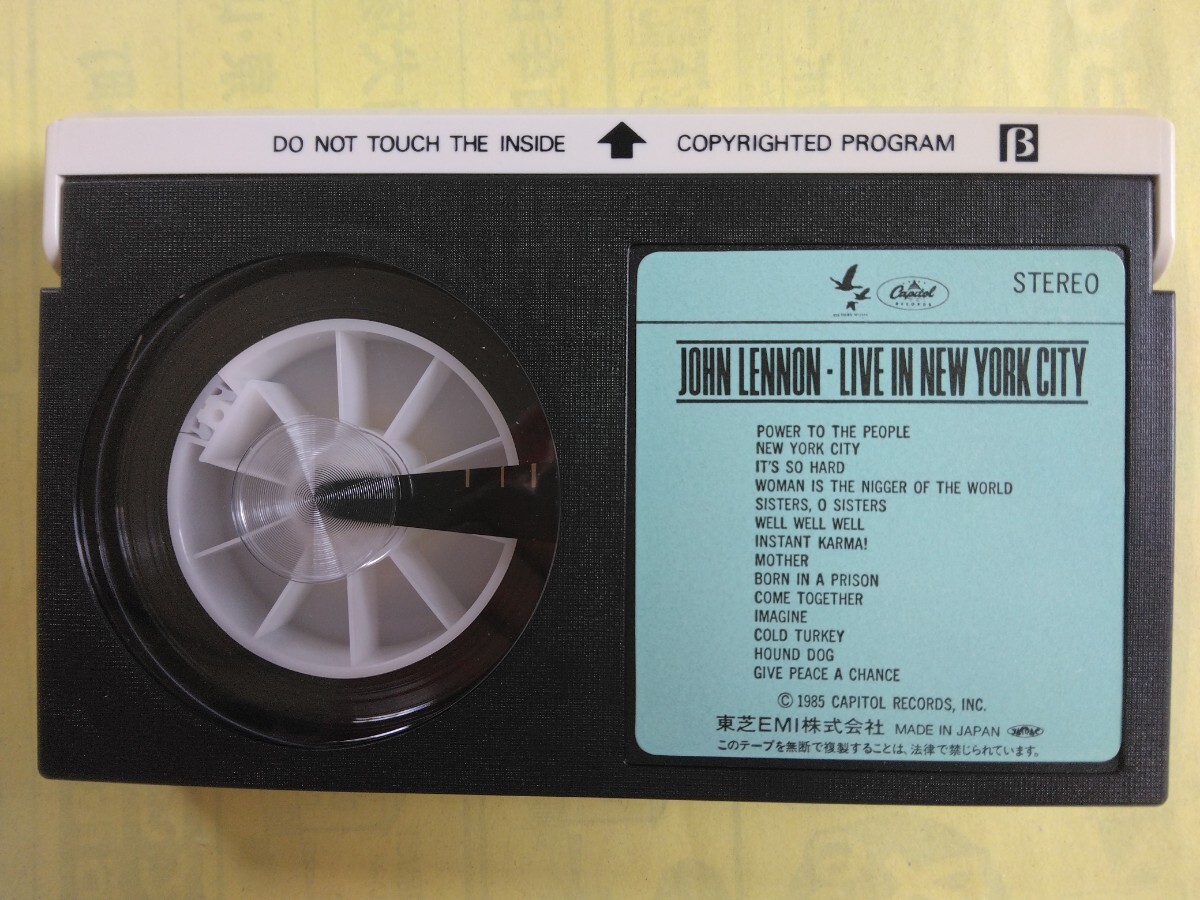 DO NOT TOUCH THE INSIDE COPYRIGHTED PROGRAM β
Capitol RECORDS STEREO
JOHN LENNON · LIVE IN NEW YORK CITY
POWER TO THE PEOPLE
NEW YORK CITY
IT'S SO HARD
WOMAN IS THE NIGGER OF THE WORLD
SISTERS, O SISTERS
WELL WELL WELL
INSTANT KARMA!
MOTHER
BORN IN A PRISON
COME TOGETHER
IMAGINE
COLD TURKEY
HOUND DOG
GIVE PEACE A CHANCE
© 1985 CAPITOL RECORDS, INC.
東芝EMI株式会社 MADE IN JAPAN
このテープを無断で複製することは、法律で禁じられています。